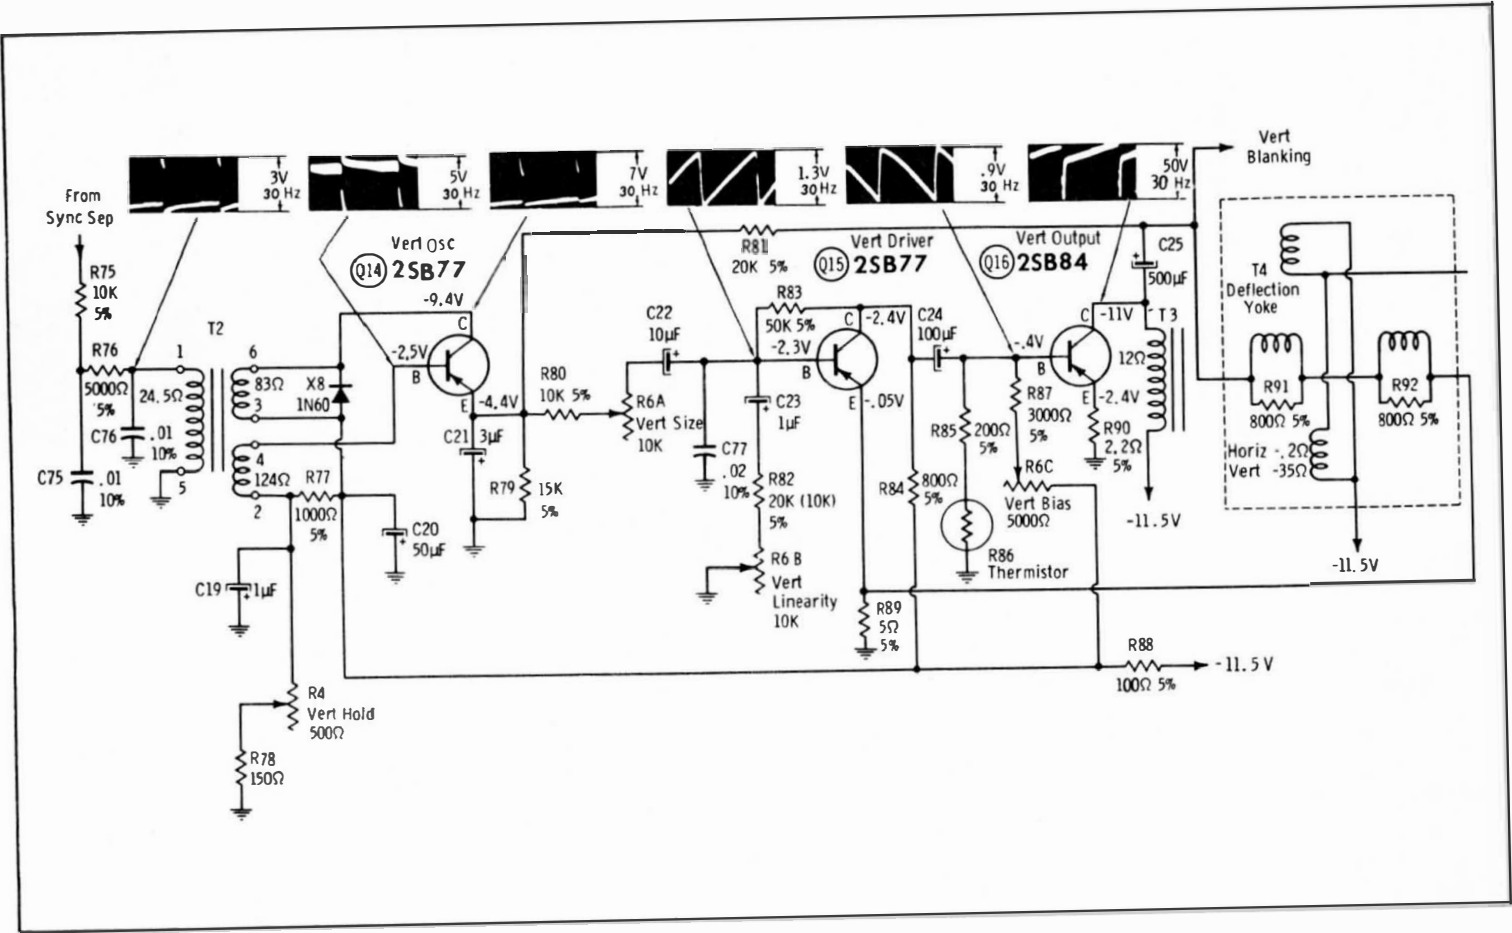 3V
30 Hz
5V
30 Hz
7V
30 Hz
1.3V
30 Hz
.9V
30 Hz
50V
30 Hz
Vert
Blanking
From
Sync Sep
R75
10K
5%
R76
5000Ω
5%
C75
.01
10%
C76
.01
10%
T2
1
24.5Ω
5
6
83Ω
3
4
124Ω
2
X8
1N60
R77
1000Ω
5%
C19
1μF
C20
50μF
R4
Vert Hold
500Ω
R78
150Ω
Vert Osc
Q14 2SB77
-9.4V
C
-2.5V
B
E
-4.4V
C21
3μF
R79
15K
5%
R80
10K 5%
R6A
Vert Size
10K
C22
10μF
+
C77
.02
10%
R81
20K 5%
R83
50K 5%
-2.3V
B
C
-2.4V
E
-.05V
C23
1μF
R82
20K (10K)
5%
R6B
Vert
Linearity
10K
Vert Driver
Q15 2SB77
R89
5Ω
5%
C24
100μF
+
R84
800Ω
5%
R85
200Ω
5%
R86
Thermistor
R87
3000Ω
5%
R6C
Vert Bias
5000Ω
Vert Output
Q16 2SB84
-.4V
B
C
-11V
E
-2.4V
R90
2.2Ω
5%
R88
100Ω 5%
-11.5V
C25
500μF
T3
12Ω
-11.5V
T4
Deflection
Yoke
R91
800Ω 5%
R92
800Ω 5%
Horiz -.2Ω
Vert -35Ω
-11.5V